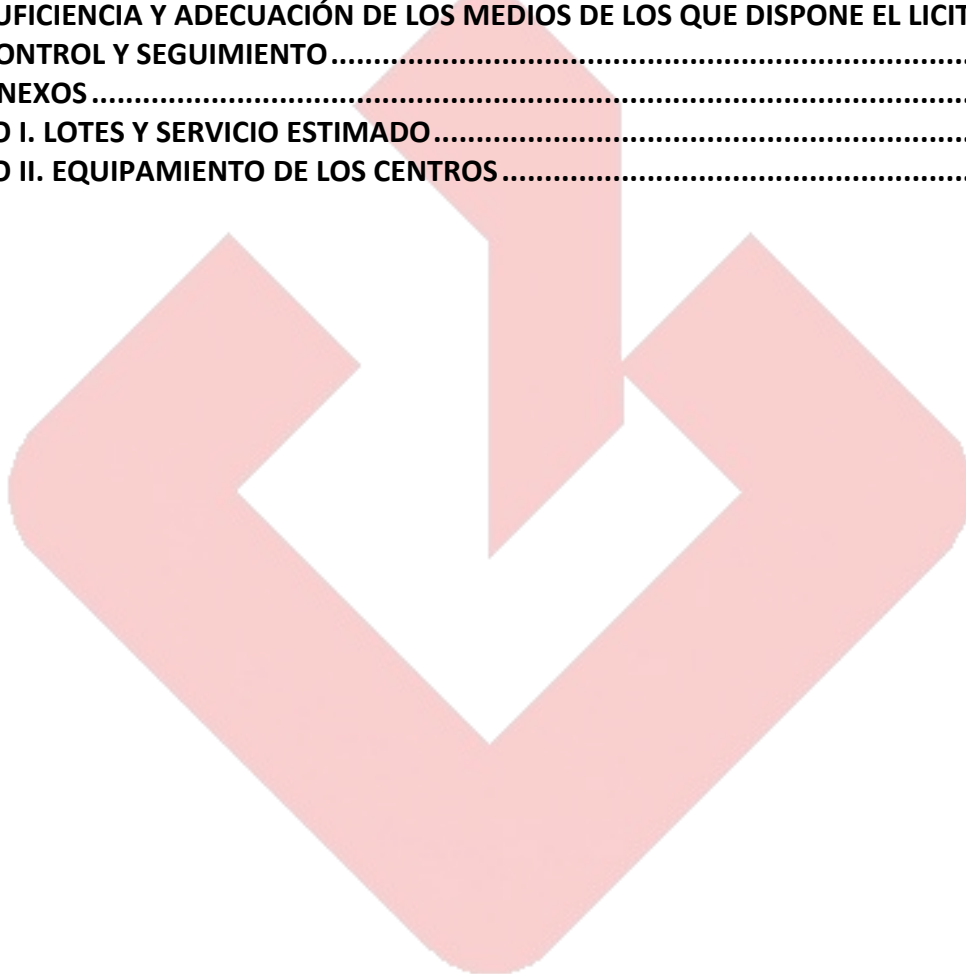 UFICIENCIA Y ADECUACIÓN DE LOS MEDIOS DE LOS QUE DISPONE EL LICIT
ONTROL Y SEGUIMIENTO
NEXOS
O I. LOTES Y SERVICIO ESTIMADO
O II. EQUIPAMIENTO DE LOS CENTROS